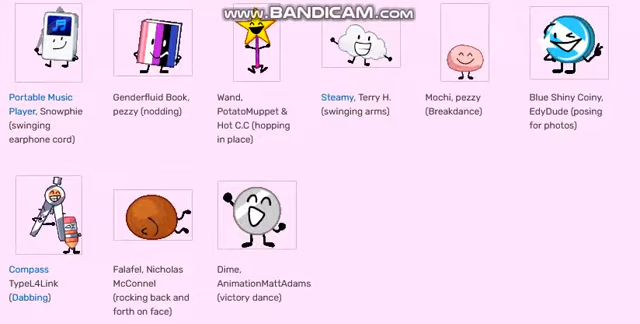 www.BANDICAM.com
Portable Music
Player, Snowphie
(swinging
earphone cord)
Genderfluid Book,
pezzy (nodding)
Wand,
PotatoMuppet &
Hot C.C (hopping
in place)
Steamy, Terry H.
(swinging arms)
Mochi, pezzy
(Breakdance)
Blue Shiny Coiny,
EdyDude (posing
for photos)
Compass
TypeL4Link
(Dabbing)
Falafel, Nicholas
McConnel
(rocking back and
forth on face)
Dime,
AnimationMattAdams
(victory dance)